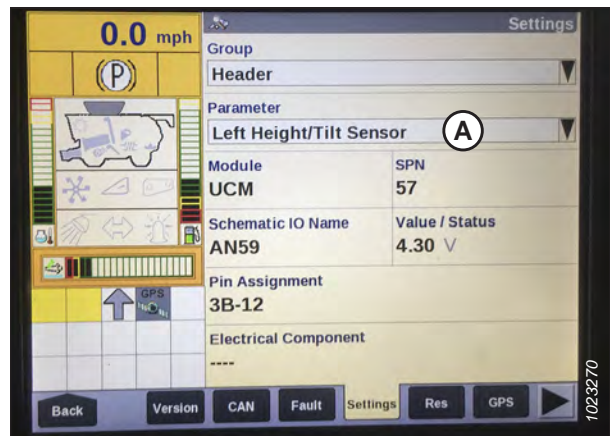 0.0 mph
(P)
GPS
Settings
Group
Header
Parameter
Left Height/Tilt Sensor
A
Module
UCM
SPN
57
Schematic IO Name
AN59
Value / Status
4.30 V
Pin Assignment
3B-12
Electrical Component
----
Back
Version
CAN
Fault
Settings
Res
GPS
1023270